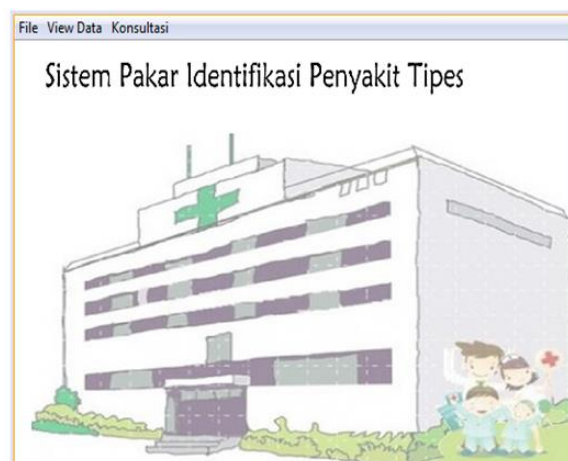 File View Data Konsultasi
Sistem Pakar Identifikasi Penyakit Tipes